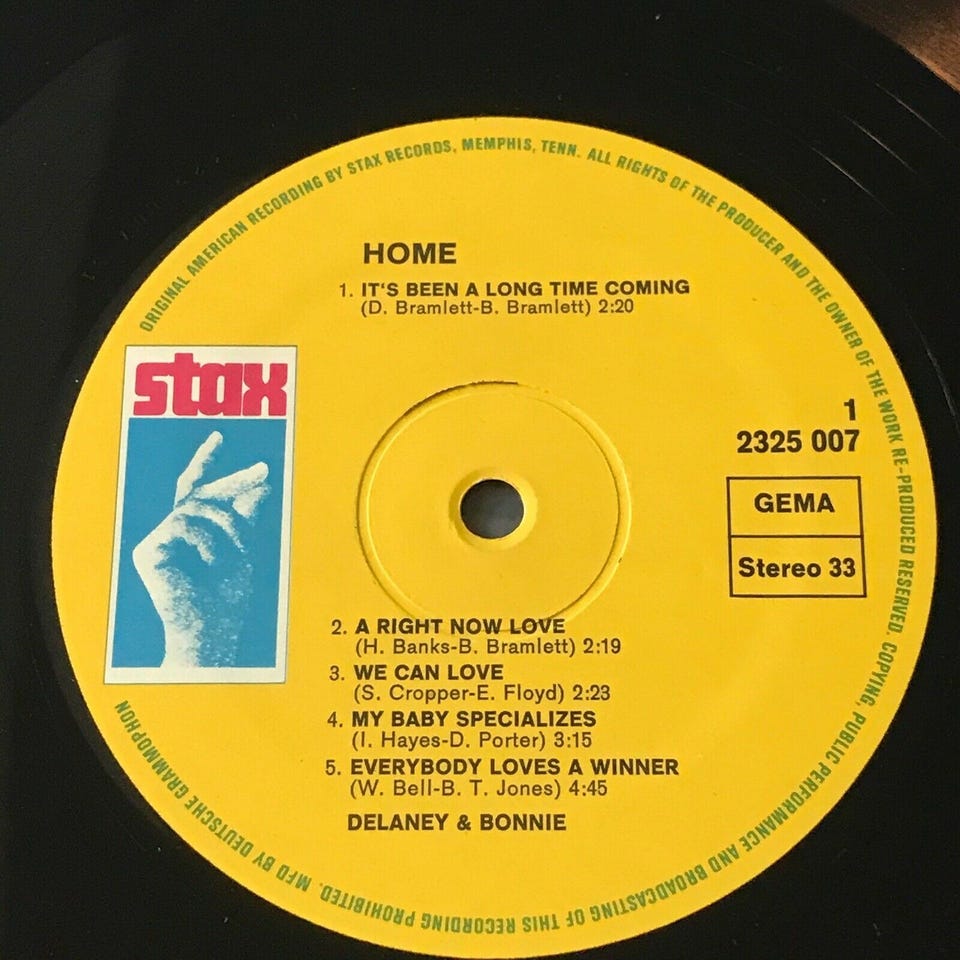 ORIGINAL AMERICAN RECORDING BY STAX RECORDS, MEMPHIS, TENN. ALL RIGHTS OF THE PRODUCER AND THE OWNER OF THE WORK RE-PRODUCED RESERVED. COPYING, PUBLIC PERFORMANCE AND BROADCASTING OF THIS RECORDING PROHIBITED. MFD BY DEUTSCHE GRAMMOPHON
HOME
1. IT'S BEEN A LONG TIME COMING
(D. Bramlett-B. Bramlett) 2:20
stax
1
2325 007
GEMA
Stereo 33
2. A RIGHT NOW LOVE
(H. Banks-B. Bramlett) 2:19
3. WE CAN LOVE
(S. Cropper-E. Floyd) 2:23
4. MY BABY SPECIALIZES
(I. Hayes-D. Porter) 3:15
5. EVERYBODY LOVES A WINNER
(W. Bell-B. T. Jones) 4:45
DELANEY & BONNIE